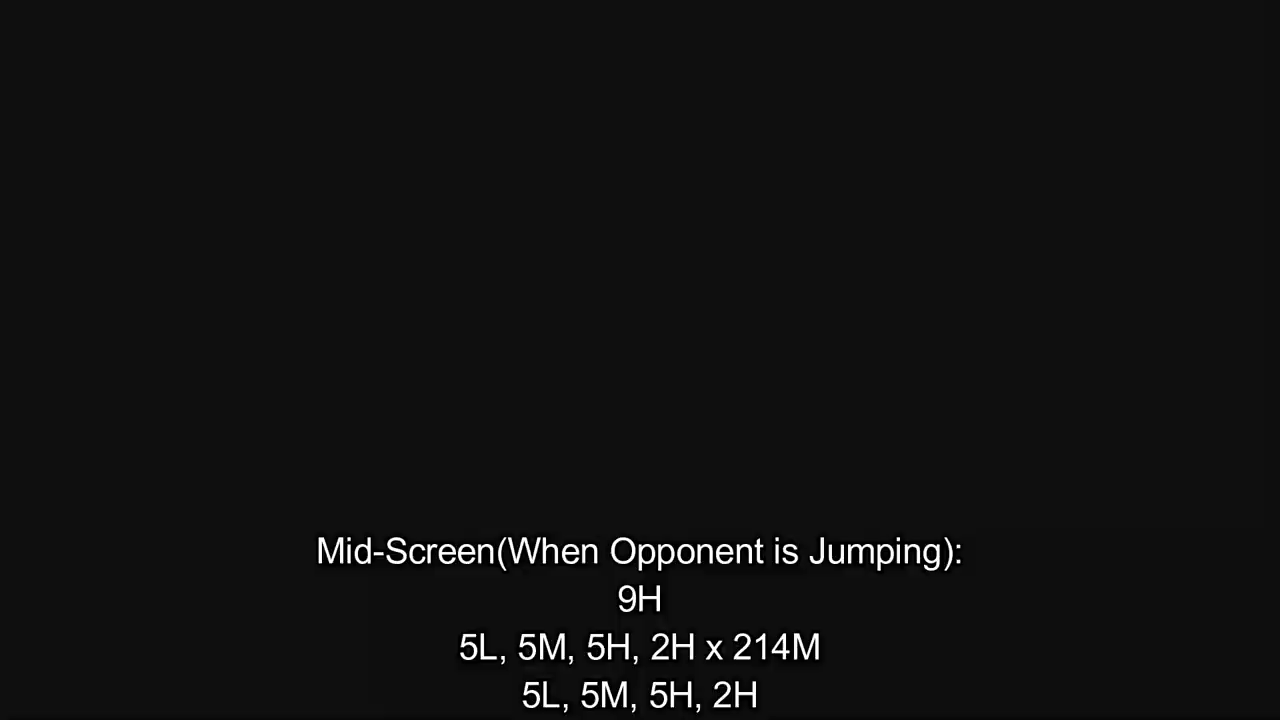 Mid-Screen(When Opponent is Jumping):
9H
5L, 5M, 5H, 2H x 214M
5L, 5M, 5H, 2H